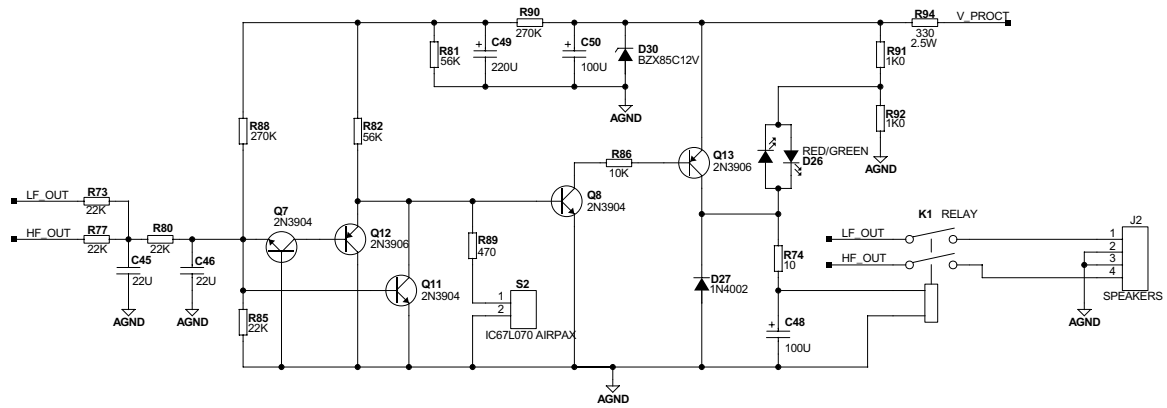 R90
270K
R94
330
2.5W
V_PROCT
R81
56K
C49
220U
C50
100U
D30
BZX85C12V
R91
1K0
AGND
R88
270K
R82
56K
R92
1K0
RED/GREEN
D26
AGND
R86
10K
Q13
2N3906
LF_OUT
R73
22K
HF_OUT
R77
22K
R80
22K
Q7
2N3904
Q12
2N3906
Q8
2N3904
K1 RELAY
LF_OUT
HF_OUT
J2
1
2
3
4
SPEAKERS
AGND
C45
22U
C46
22U
AGND
AGND
R89
470
R74
10
Q11
2N3904
S2
1
2
IC67L070 AIRPAX
D27
1N4002
R85
22K
C48
100U
AGND